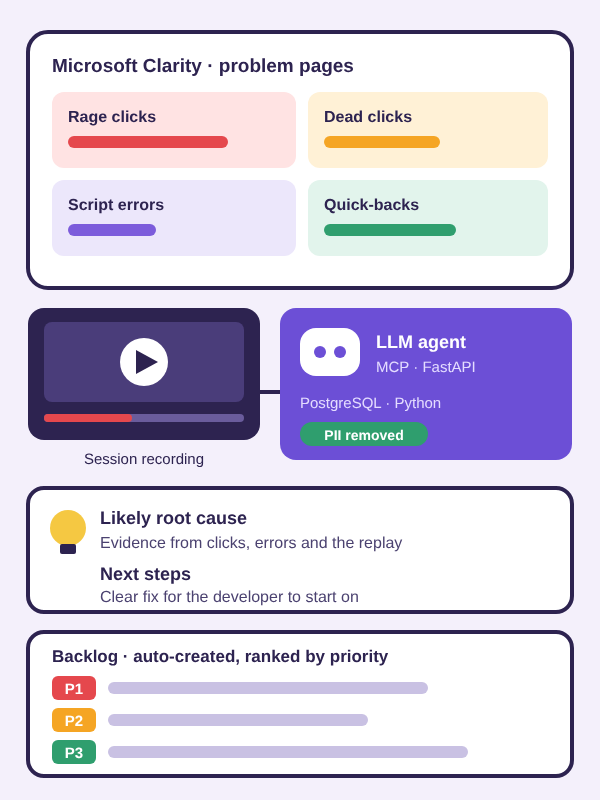 Microsoft Clarity · problem pages
Rage clicks
Dead clicks
Script errors
Quick-backs
LLM agent
MCP · FastAPI
PostgreSQL · Python
PII removed
Session recording
Likely root cause
Evidence from clicks, errors and the replay
Next steps
Clear fix for the developer to start on
Backlog · auto-created, ranked by priority
P1
P2
P3